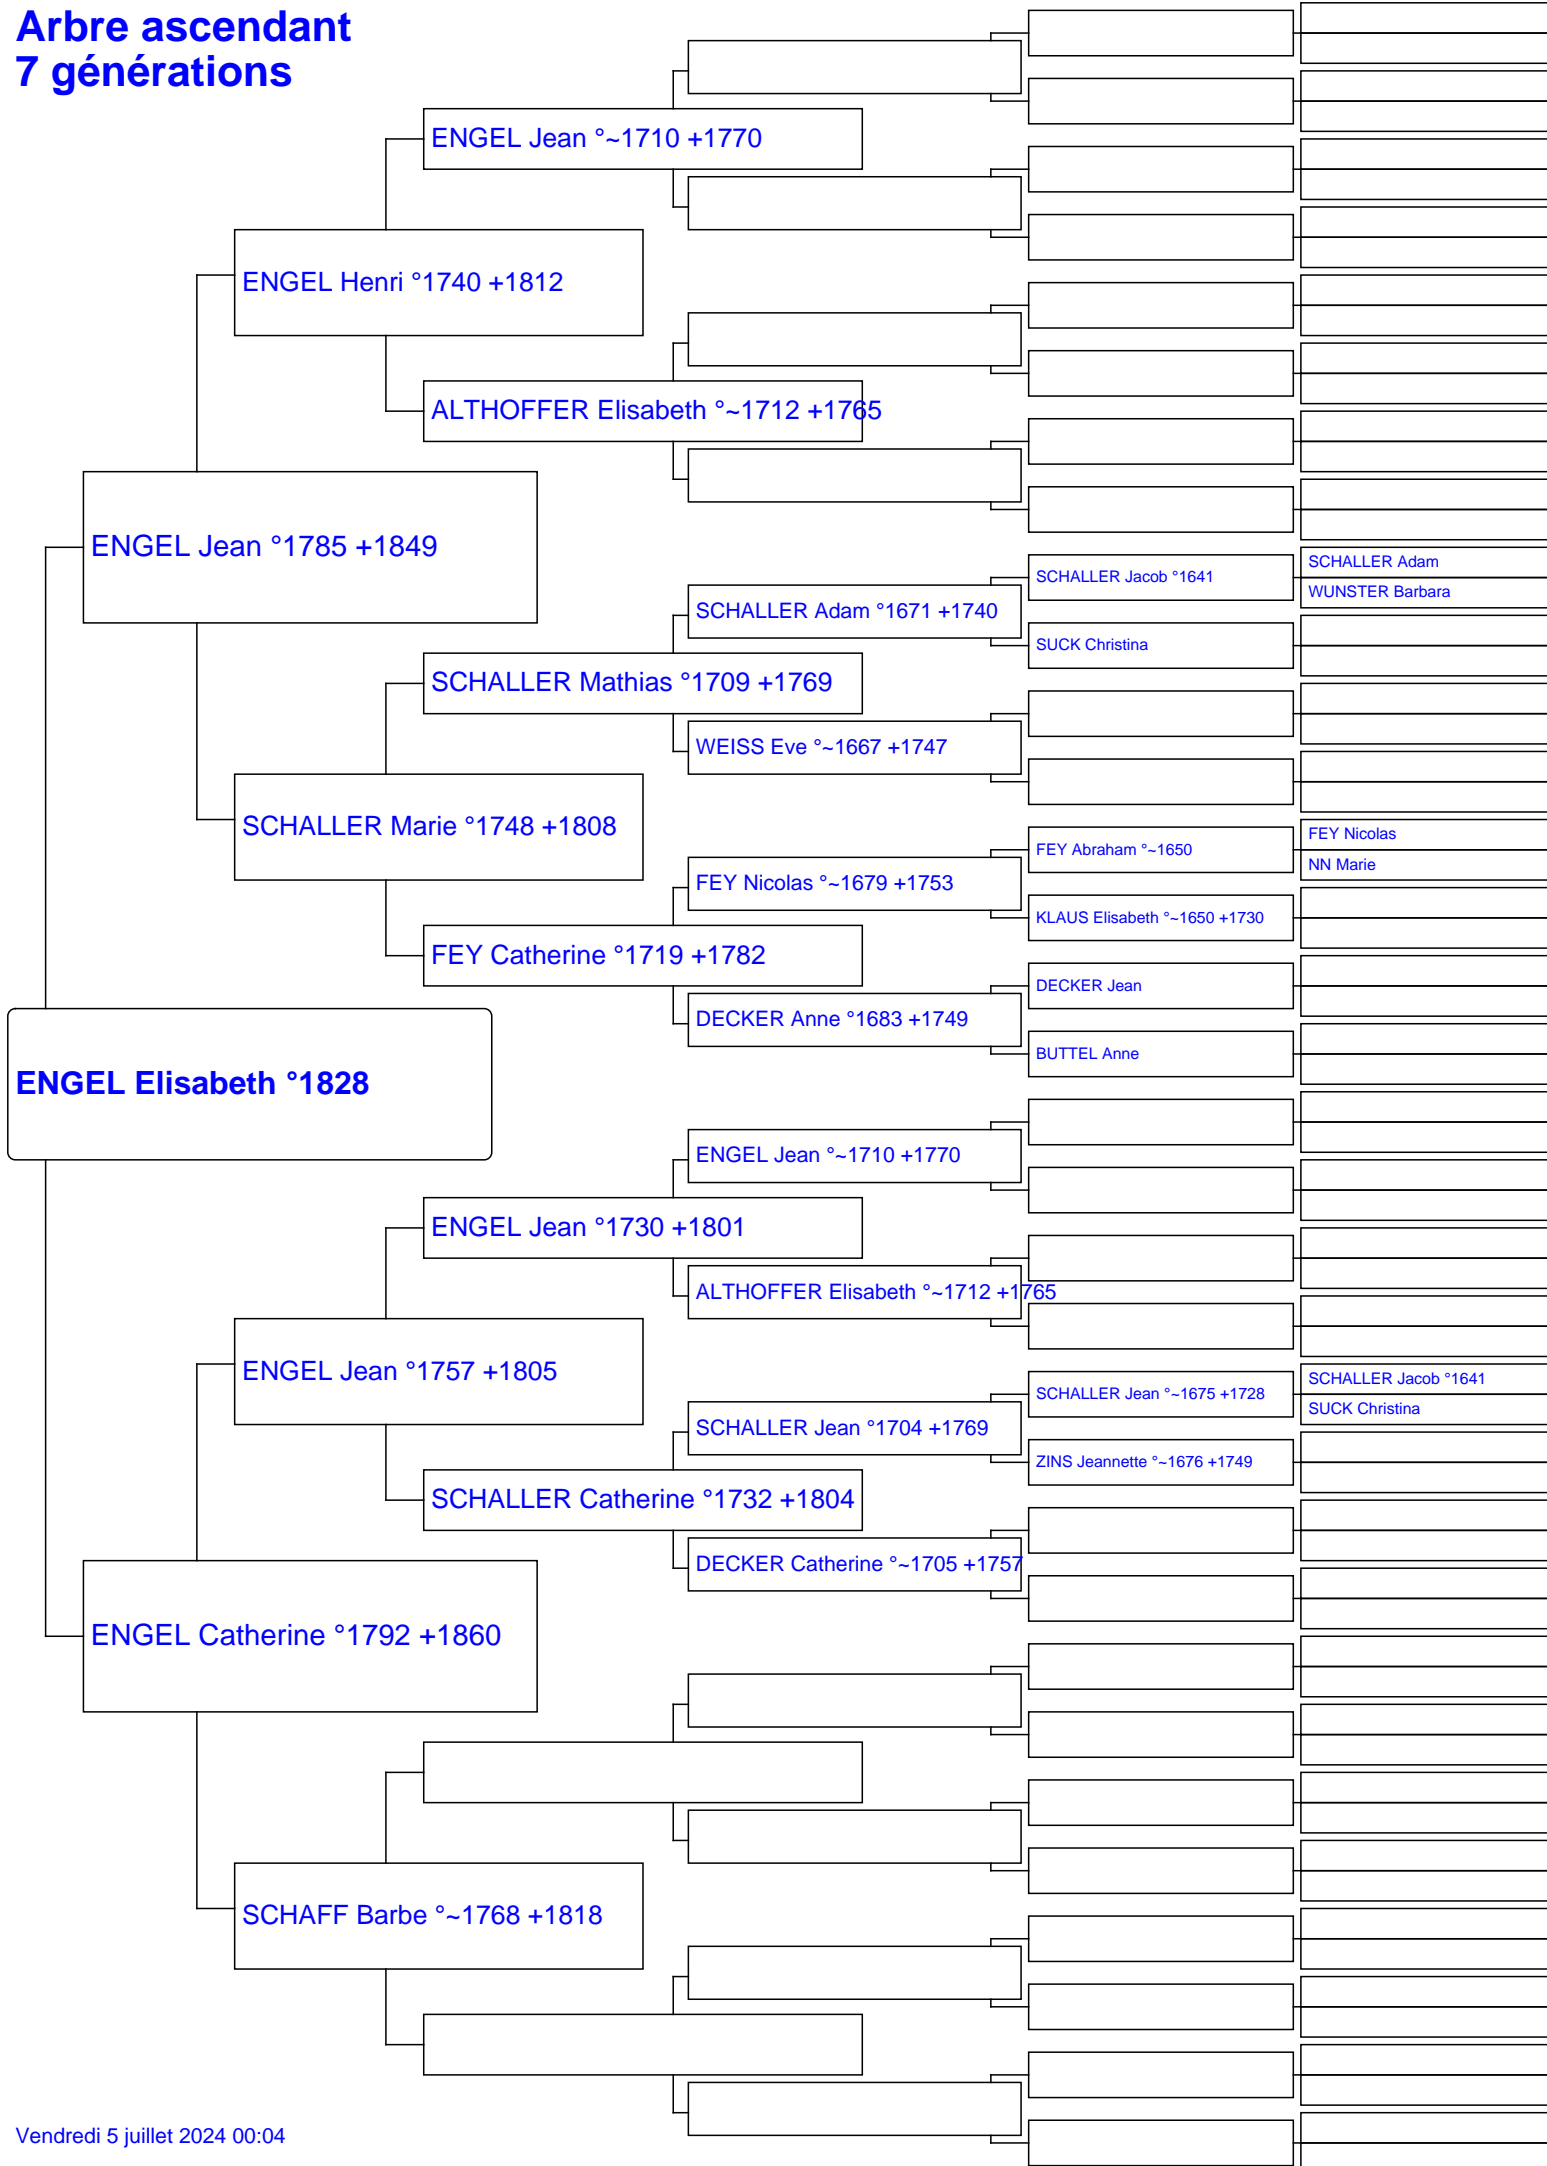 Arbre ascendant
7 générations
ENGEL Jean °~1710 +1770
ENGEL Henri °1740 +1812
ALTHOFFER Elisabeth °~1712 +1765
ENGEL Jean °1785 +1849
SCHALLER Adam
SCHALLER Jacob °1641
WUNSTER Barbara
SCHALLER Adam °1671 +1740
SUCK Christina
SCHALLER Mathias °1709 +1769
WEISS Eve °~1667 +1747
SCHALLER Marie °1748 +1808
FEY Nicolas
FEY Abraham °~1650
NN Marie
FEY Nicolas °~1679 +1753
KLAUS Elisabeth °~1650 +1730
FEY Catherine °1719 +1782
DECKER Jean
DECKER Anne °1683 +1749
BUTTEL Anne
ENGEL Elisabeth °1828
ENGEL Jean °~1710 +1770
ENGEL Jean °1730 +1801
ALTHOFFER Elisabeth °~1712 +1765
ENGEL Jean °1757 +1805
SCHALLER Jacob °1641
SCHALLER Jean °~1675 +1728
SUCK Christina
SCHALLER Jean °1704 +1769
ZINS Jeannette °~1676 +1749
SCHALLER Catherine °1732 +1804
DECKER Catherine °~1705 +1757
ENGEL Catherine °1792 +1860
SCHAFF Barbe °~1768 +1818
Vendredi 5 juillet 2024 00:04